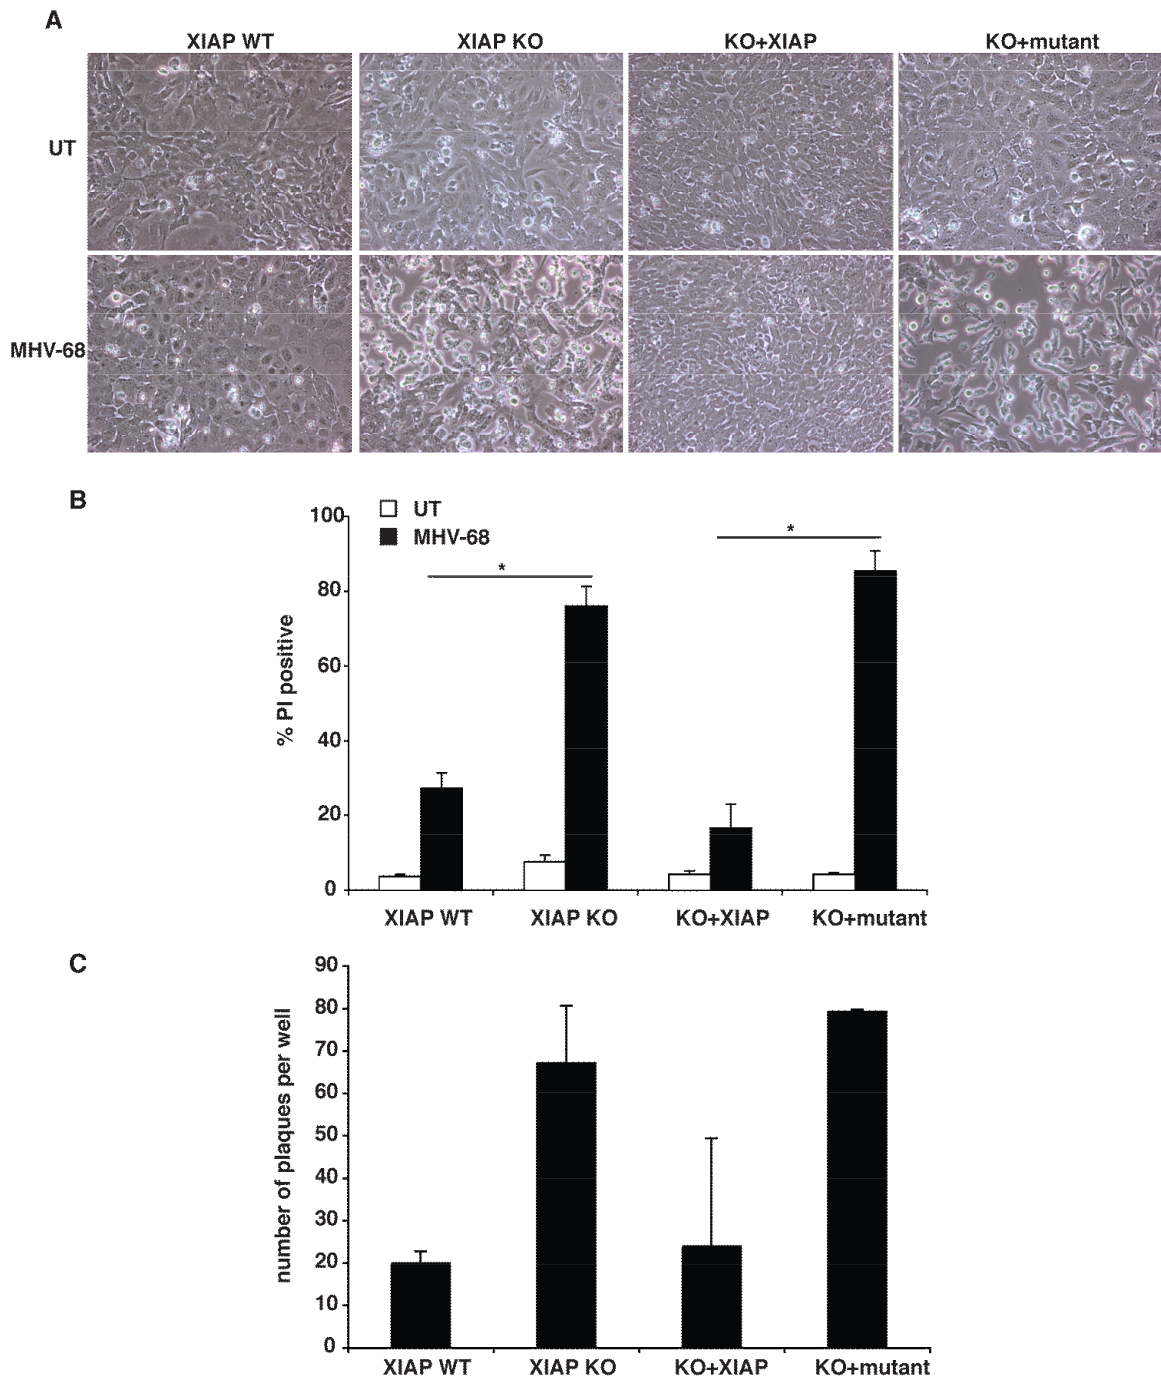 A
XIAP WT XIAP KO KO+XIAP KO+mutant
UT
MHV-68
B
UT
MHV-68
100
80
60
40
20
0
% PI positive
*
*
XIAP WT XIAP KO KO+XIAP KO+mutant
C
90
80
70
60
50
40
30
20
10
0
number of plaques per well
XIAP WT XIAP KO KO+XIAP KO+mutant